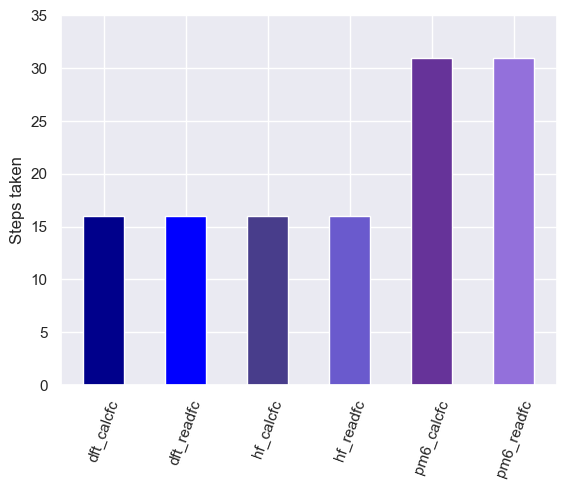 35
30
25
20
15
10
5
0
Steps taken
dft_calcfc
dft_readfc
hf_calcfc
hf_readfc
pm6_calcfc
pm6_readfc